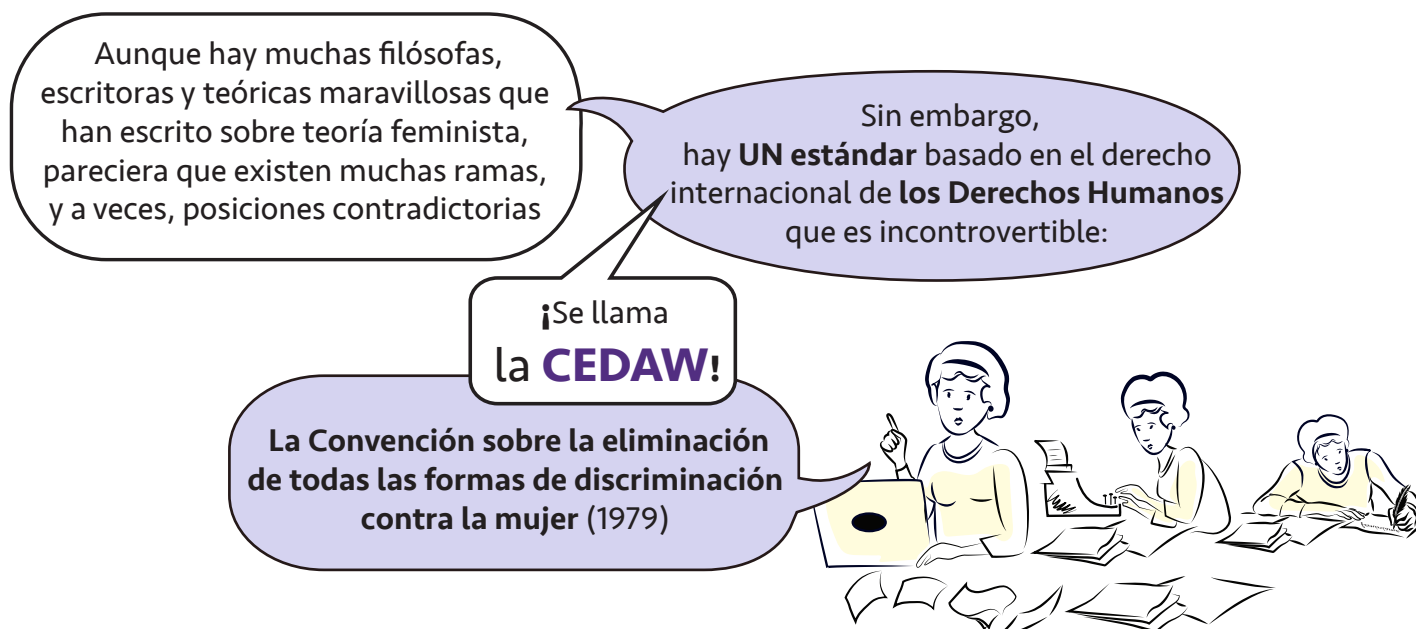 Aunque hay muchas filósofas,
escritoras y teóricas maravillosas que
han escrito sobre teoría feminista,
pareciera que existen muchas ramas,
y a veces, posiciones contradictorias
Sin embargo,
hay UN estándar basado en el derecho
internacional de los Derechos Humanos
que es incontrovertible:
¡Se llama
la CEDAW!
La Convención sobre la eliminación
de todas las formas de discriminación
contra la mujer (1979)